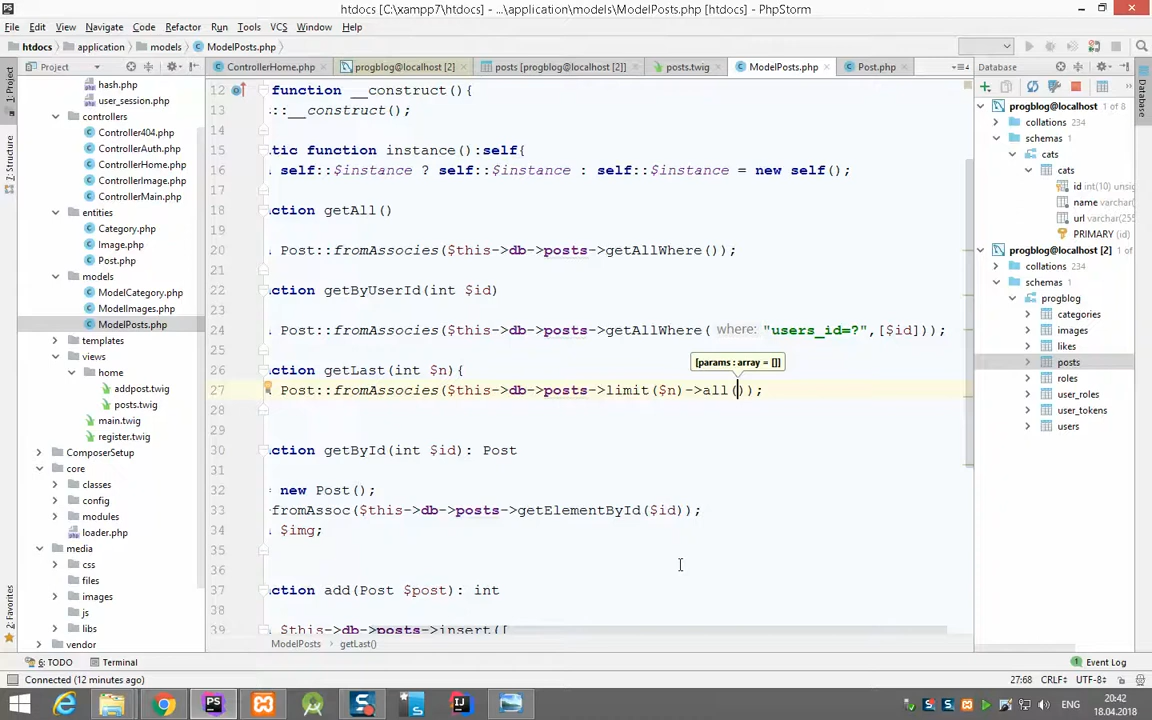 htdocs [C:\xampp7\htdocs] - ...\application\models\ModelPosts.php [htdocs] - PhpStorm
File Edit View Navigate Code Refactor Run Tools VCS Window Help
htdocs application models ModelPosts.php
1: Project
7: Structure
2: Favorites
Project
hash.php
user_session.php
controllers
Controller404.php
ControllerAuth.php
ControllerHome.php
ControllerImage.php
ControllerMain.php
entities
Category.php
Image.php
Post.php
models
ModelCategory.php
ModelImages.php
ModelPosts.php
templates
views
home
addpost.twig
posts.twig
main.twig
register.twig
ComposerSetup
core
classes
config
modules
loader.php
media
css
files
images
js
libs
vendor
ControllerHome.php progblog@localhost [2] posts [progblog@localhost [2]] posts.twig ModelPosts.php Post.php
12 function __construct(){
13 ::__construct();
14
15 tic function instance():self{
16 self::$instance ? self::$instance : self::$instance = new self();
17
18 ction getAll()
19
20 Post::fromAssocies($this->db->posts->getAllWhere());
21
22 ction getByUserId(int $id)
23
24 Post::fromAssocies($this->db->posts->getAllWhere( where: "users_id=?",[$id]));
25
[params : array = []]
26 ction getLast(int $n){
27 Post::fromAssocies($this->db->posts->limit($n)->all());
28
30 ction getById(int $id): Post
31
32 new Post();
33 fromAssoc($this->db->posts->getElementById($id));
34 $img;
35
36
37 ction add(Post $post): int
38
39 $this->db->posts->insert([
ModelPosts getLast()
Database
Database
progblog@localhost 1 of 8
collations 234
schemas 1
cats
cats
id int(10) unsig
name varchar(
url varchar(255
PRIMARY (id)
progblog@localhost [2] 1 of
collations 234
schemas 1
progblog
categories
images
likes
posts
roles
user_roles
user_tokens
users
6: TODO Terminal Event Log
Connected (12 minutes ago) 27:68 CRLF UTF-8
ENG 20:42
18.04.2018